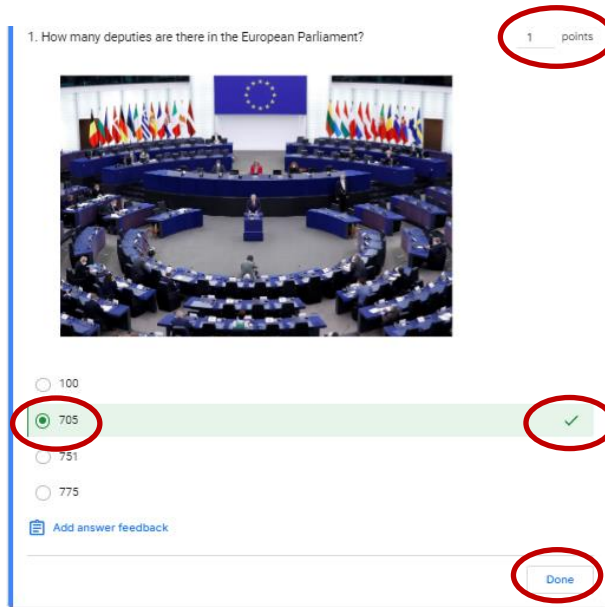 1. How many deputies are there in the European Parliament?
1 points
100
705
751
775
Add answer feedback
Done